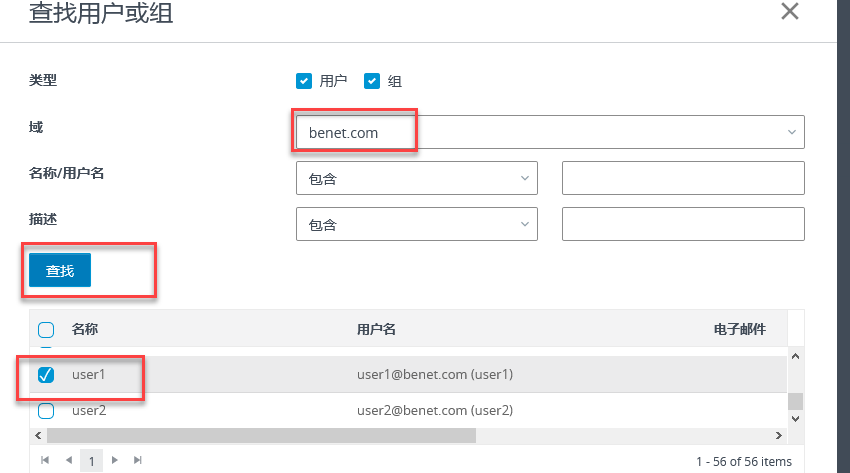 查找用户或组
类型 用户 组
域 benet.com
名称/用户名 包含
描述 包含
查找
名称 用户名 电子邮件
user1 user1@benet.com (user1)
user2 user2@benet.com (user2)
1 1 - 56 of 56 items